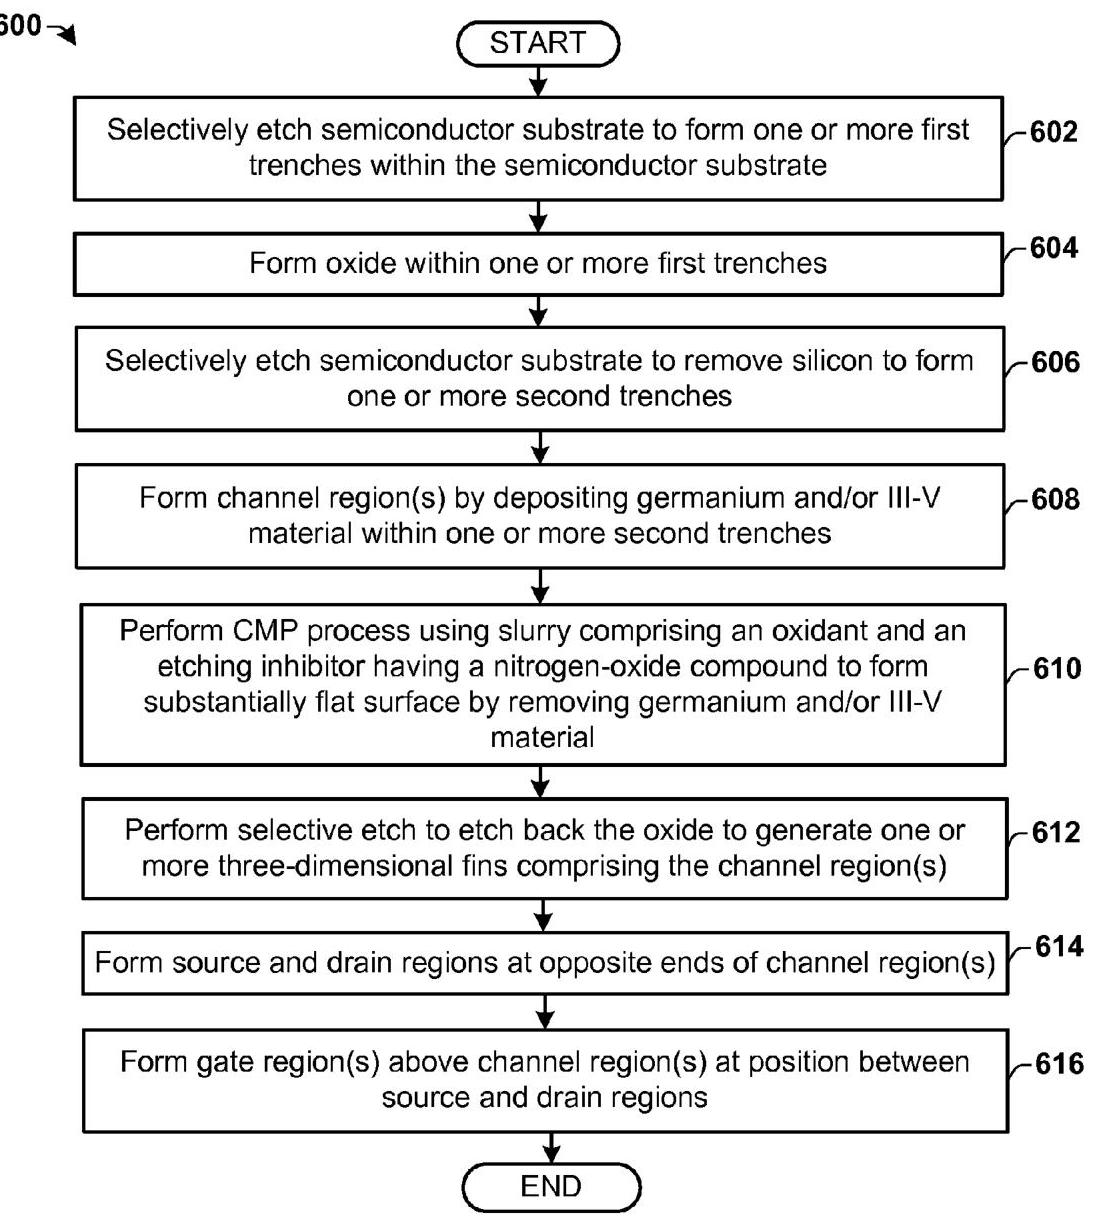 600
START
Selectively etch semiconductor substrate to form one or more first
trenches within the semiconductor substrate
602
Form oxide within one or more first trenches
604
Selectively etch semiconductor substrate to remove silicon to form
one or more second trenches
606
Form channel region(s) by depositing germanium and/or III-V
material within one or more second trenches
608
Perform CMP process using slurry comprising an oxidant and an
etching inhibitor having a nitrogen-oxide compound to form
substantially flat surface by removing germanium and/or III-V
material
610
Perform selective etch to etch back the oxide to generate one or
more three-dimensional fins comprising the channel region(s)
612
Form source and drain regions at opposite ends of channel region(s)
614
Form gate region(s) above channel region(s) at position between
source and drain regions
616
END